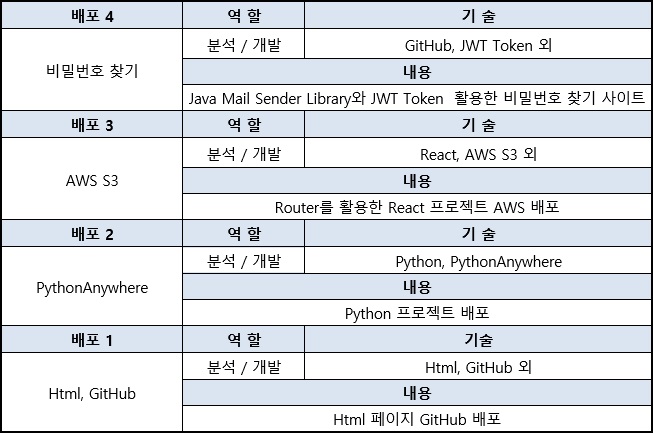 배포 4 역 할 기 술
분석 / 개발 GitHub, JWT Token 외
비밀번호 찾기 내용
Java Mail Sender Library와 JWT Token 활용한 비밀번호 찾기 사이트
배포 3 역 할 기 술
분석 / 개발 React, AWS S3 외
AWS S3 내용
Router를 활용한 React 프로젝트 AWS 배포
배포 2 역 할 기 술
분석 / 개발 Python, PythonAnywhere
PythonAnywhere 내용
Python 프로젝트 배포
배포 1 역 할 기술
분석 / 개발 Html, GitHub 외
Html, GitHub 내용
Html 페이지 GitHub 배포